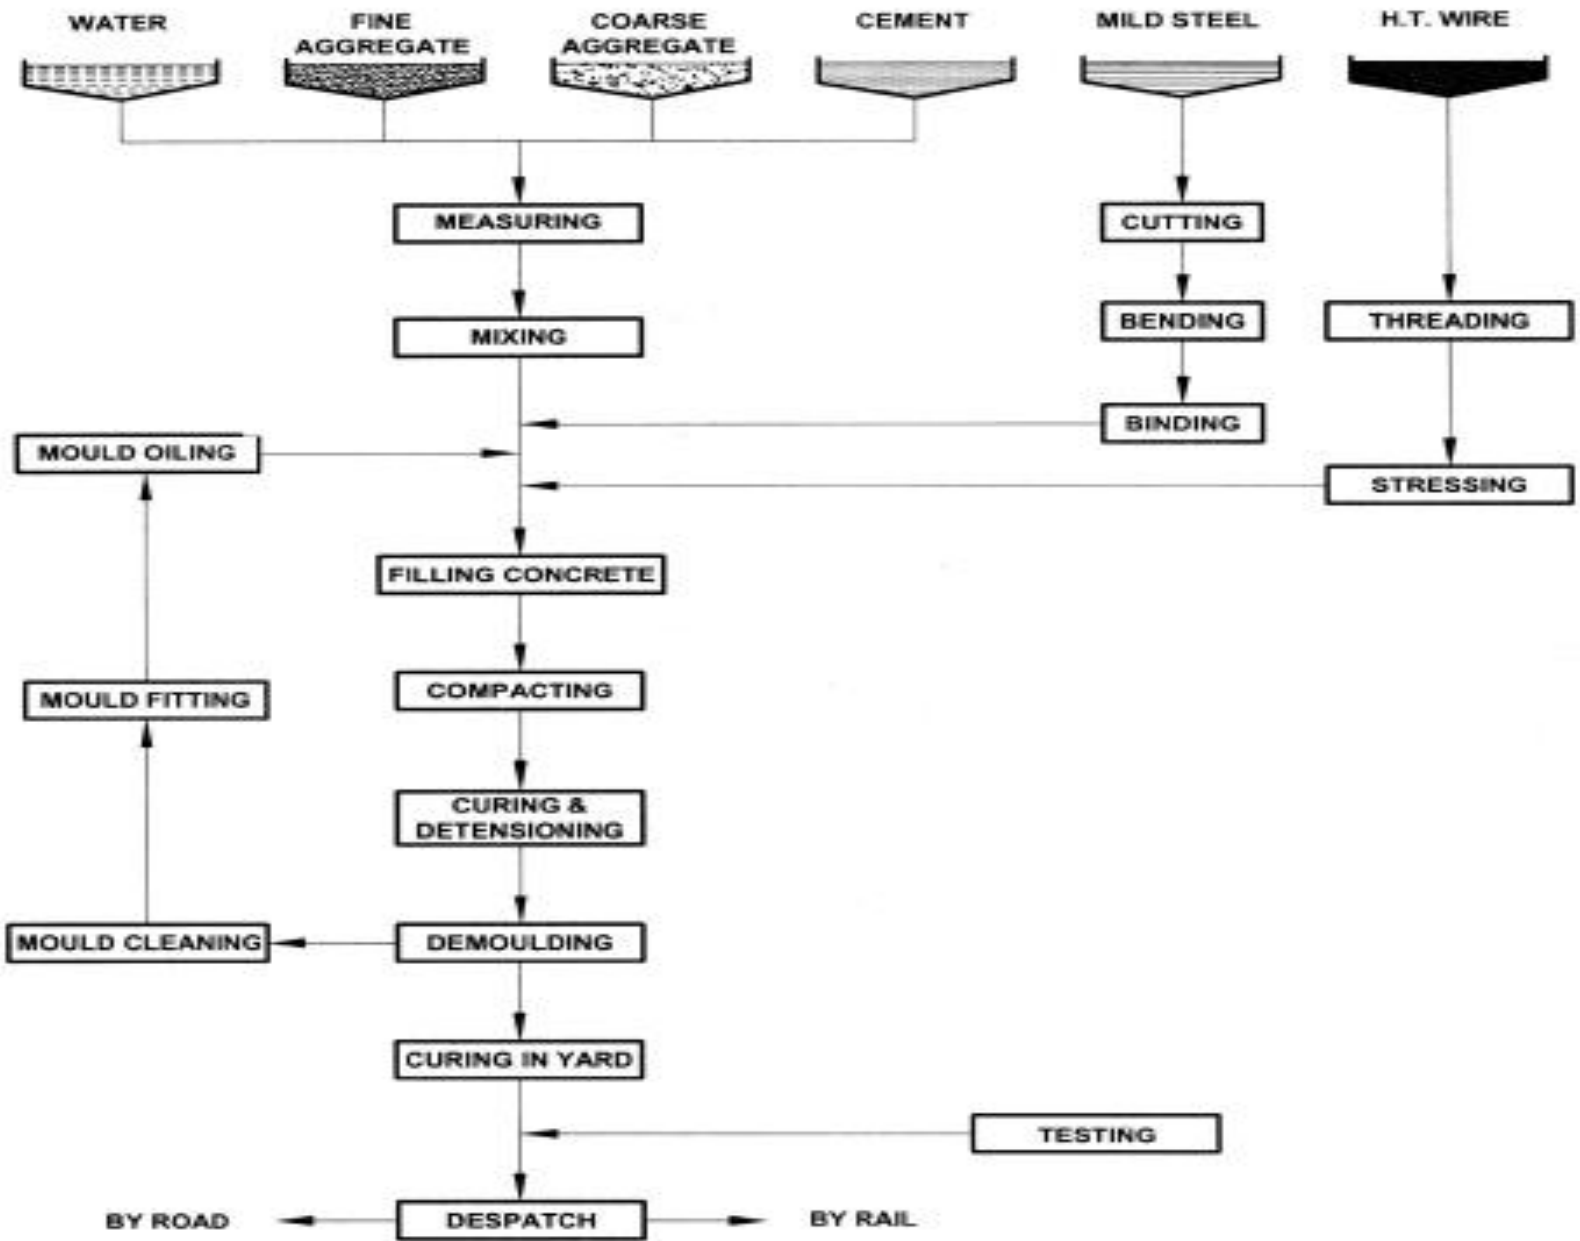 WATER
FINE
AGGREGATE
COARSE
AGGREGATE
CEMENT
MILD STEEL
H.T. WIRE
MEASURING
CUTTING
MIXING
BENDING
THREADING
BINDING
MOULD OILING
STRESSING
FILLING CONCRETE
MOULD FITTING
COMPACTING
CURING &
DETENSIONING
MOULD CLEANING
DEMOULDING
CURING IN YARD
TESTING
BY ROAD
DESPATCH
BY RAIL